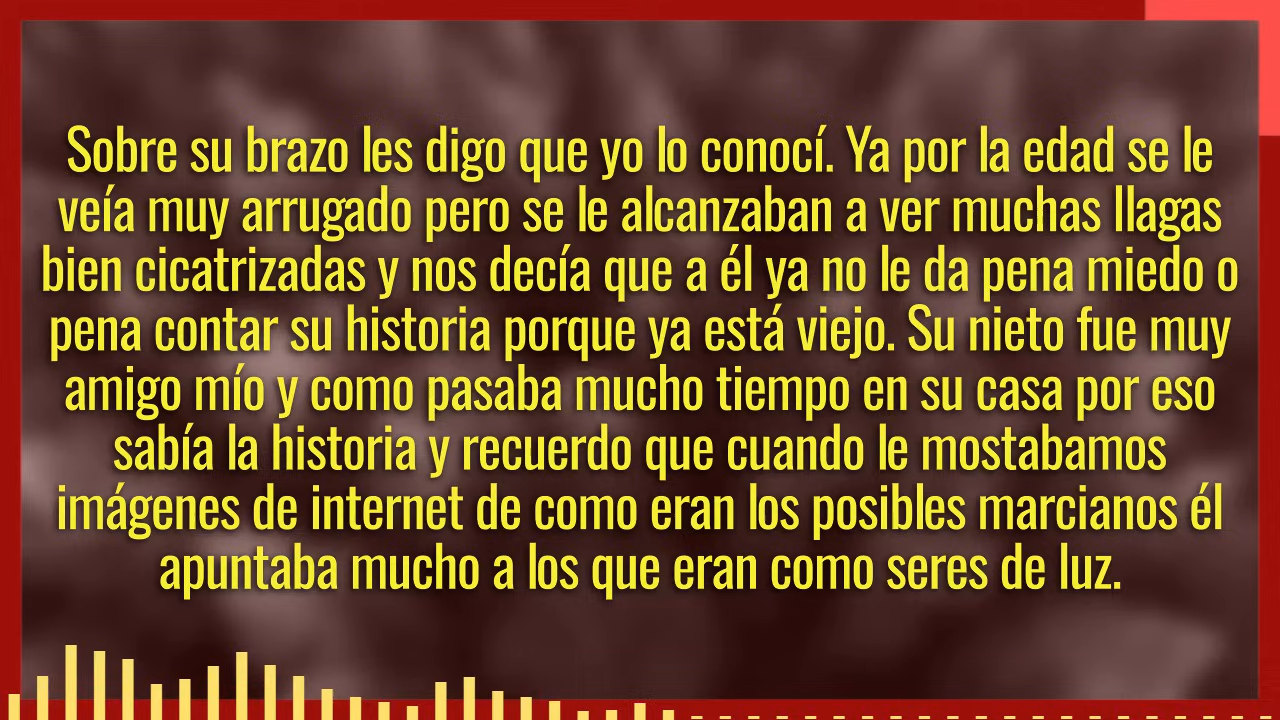 Sobre su brazo les digo que yo lo conocí. Ya por la edad se le
veía muy arrugado pero se le alcanzaban a ver muchas llagas
bien cicatrizadas y nos decía que a él ya no le da pena miedo o
pena contar su historia porque ya está viejo. Su nieto fue muy
amigo mío y como pasaba mucho tiempo en su casa por eso
sabía la historia y recuerdo que cuando le mostabamos
imágenes de internet de como eran los posibles marcianos él
apuntaba mucho a los que eran como seres de luz.